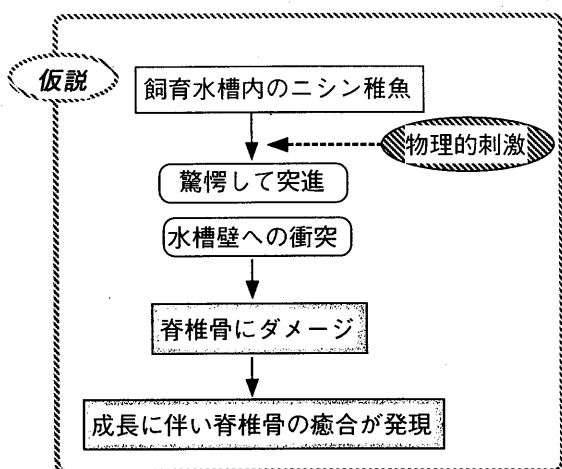 仮説
飼育水槽内のニシン稚魚
物理的刺激
驚愕して突進
水槽壁への衝突
脊椎骨にダメージ
成長に伴い脊椎骨の癒合が発現